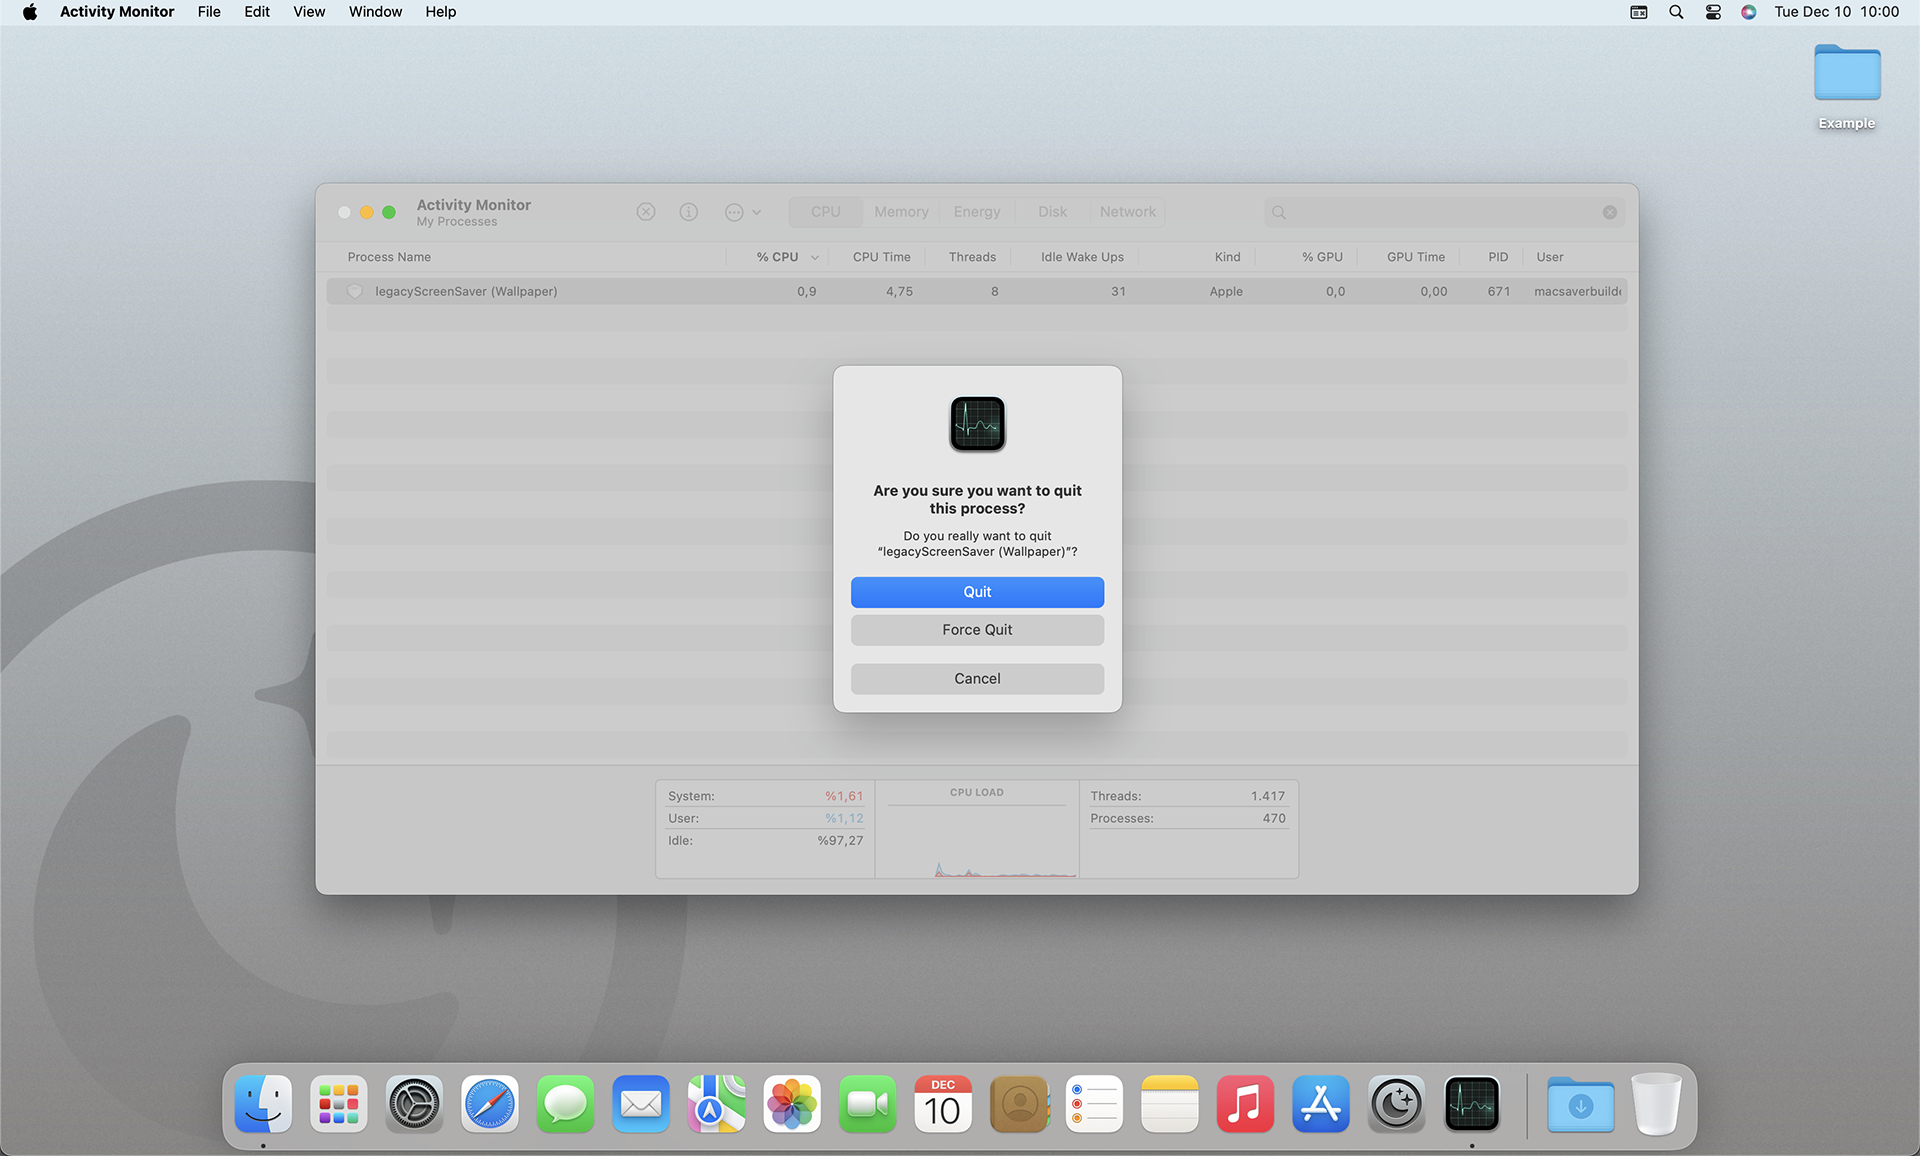 Activity Monitor File Edit View Window Help Tue Dec 10 10:00
Example
Activity Monitor
My Processes
CPU Memory Energy Disk Network
Process Name % CPU CPU Time Threads Idle Wake Ups Kind % GPU GPU Time PID User
legacyScreenSaver (Wallpaper) 0,9 4,75 8 31 Apple 0,0 0,00 671 macsaverbuilde
Are you sure you want to quit
this process?
Do you really want to quit
“legacyScreenSaver (Wallpaper)”?
Quit
Force Quit
Cancel
System: %1,61
User: %1,12
Idle: %97,27
CPU LOAD
Threads: 1.417
Processes: 470
DEC
10